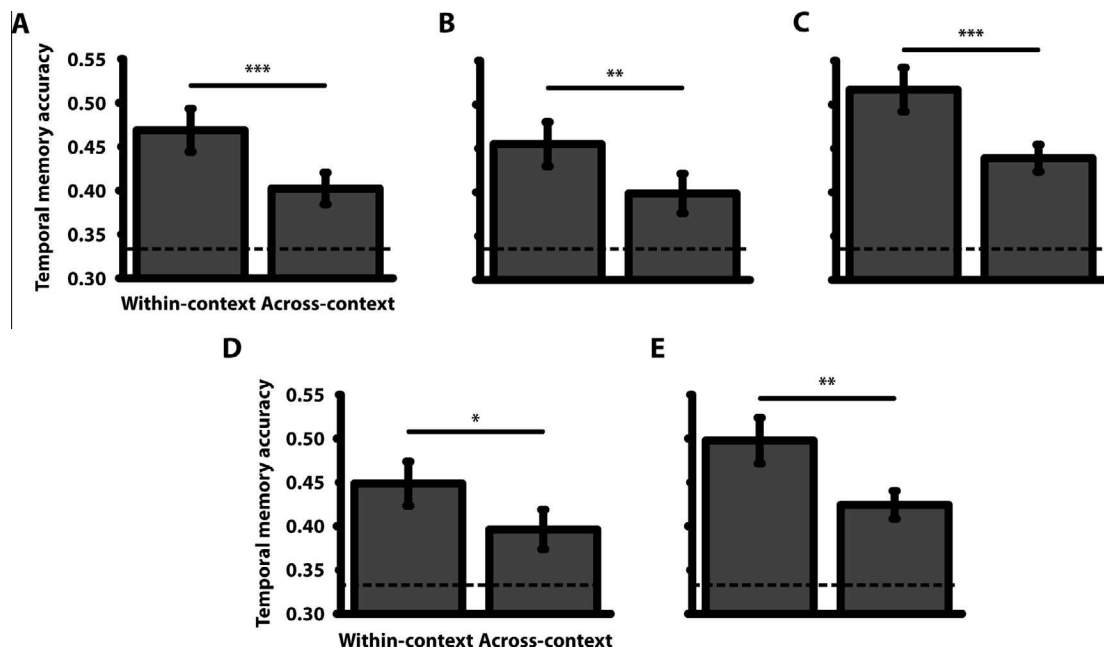 A
B
C
Temporal memory accuracy
0.55
0.50
0.45
0.40
0.35
0.30
***
**
***
Within-context Across-context
D
E
Temporal memory accuracy
0.55
0.50
0.45
0.40
0.35
0.30
*
**
Within-context Across-context